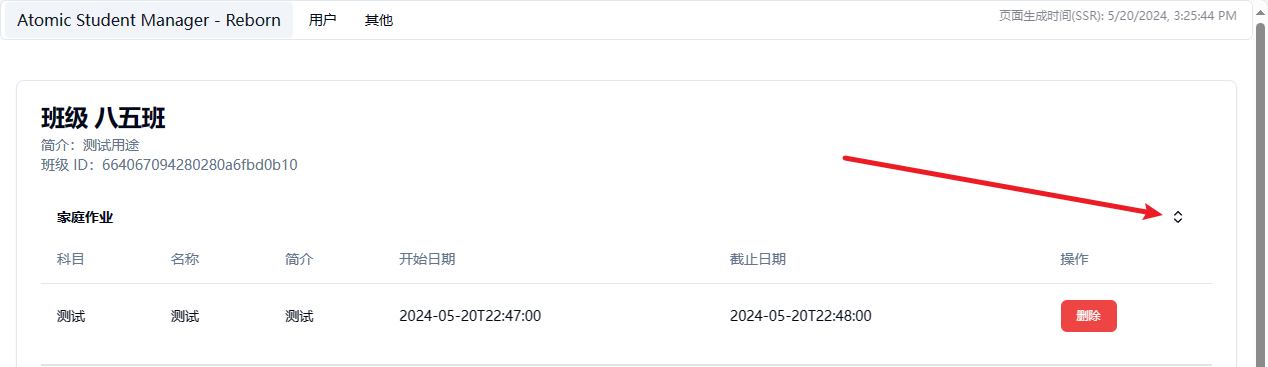 Atomic Student Manager - Reborn 用户 其他 页面生成时间(SSR): 5/20/2024, 3:25:44 PM
班级 八五班
简介：测试用途
班级 ID：664067094280280a6fbd0b10
家庭作业
科目 名称 简介 开始日期 截止日期 操作
测试 测试 测试 2024-05-20T22:47:00 2024-05-20T22:48:00 删除